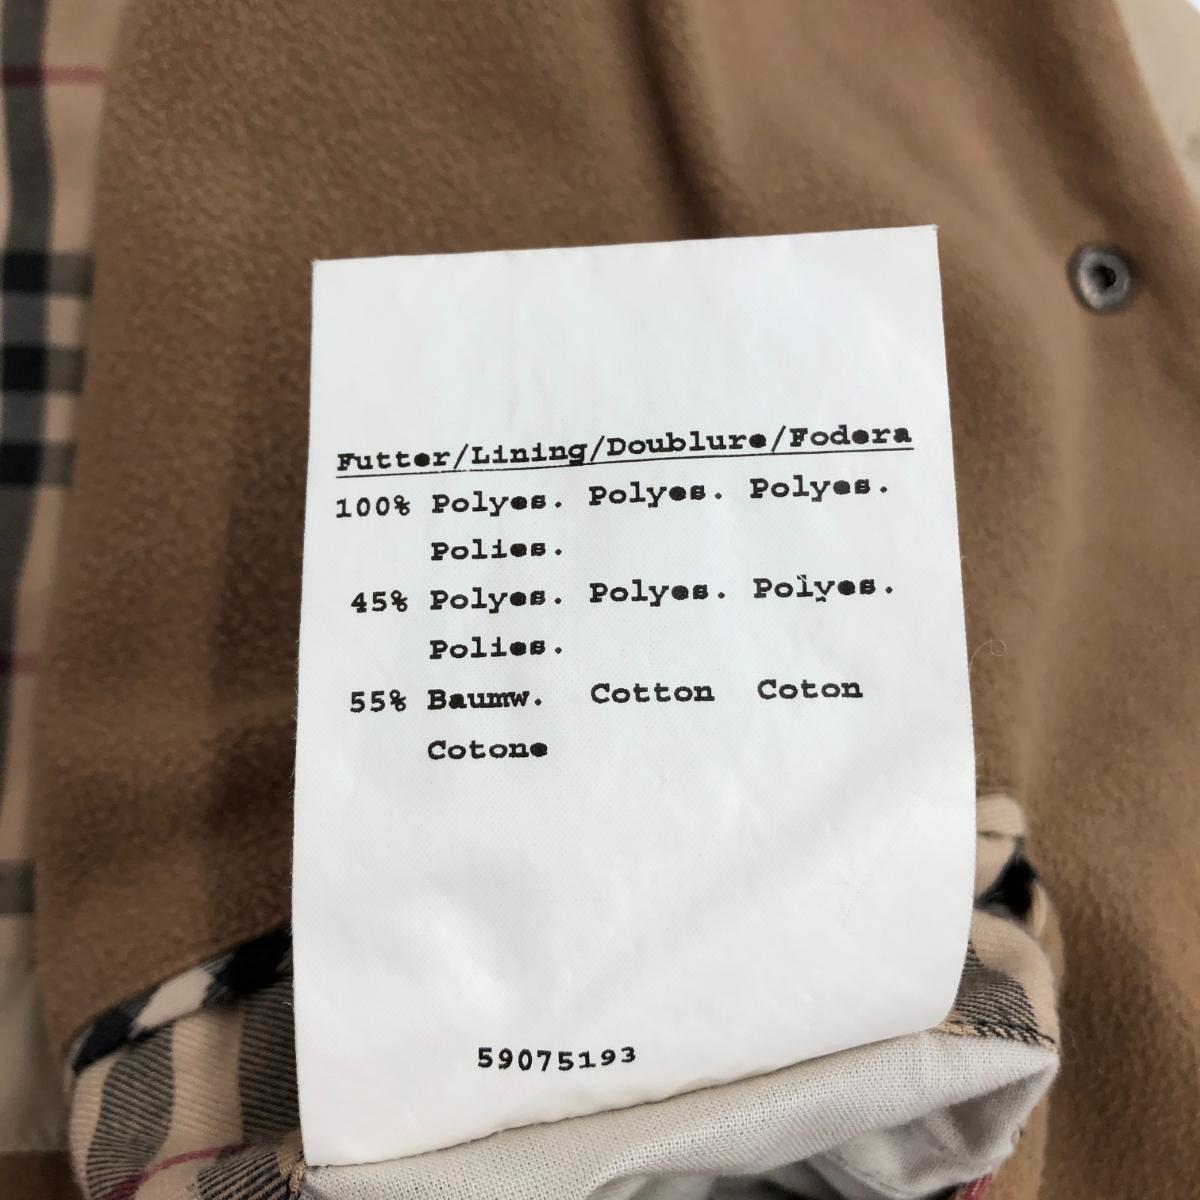 Futter/Lining/Doublure/Fodera
100% Polyes. Polyes. Polyes.
Polies.
45% Polyes. Polyes. Polyes.
Polies.
55% Baumw. Cotton Coton
Cotone
59075193